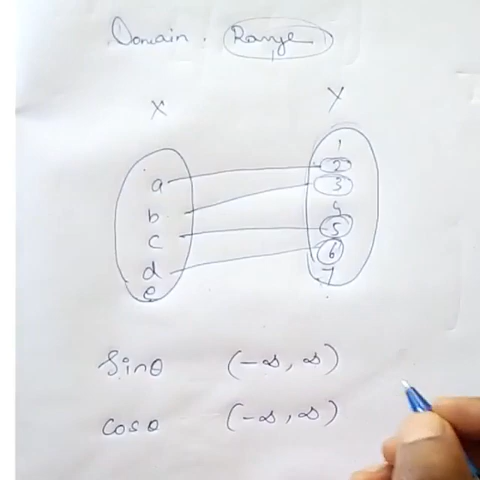 Domain. Range
X Y
1
a 2
3
b 4
c 5
d 6
e 7
Sinθ (-∞, ∞)
cosθ (-∞, ∞)